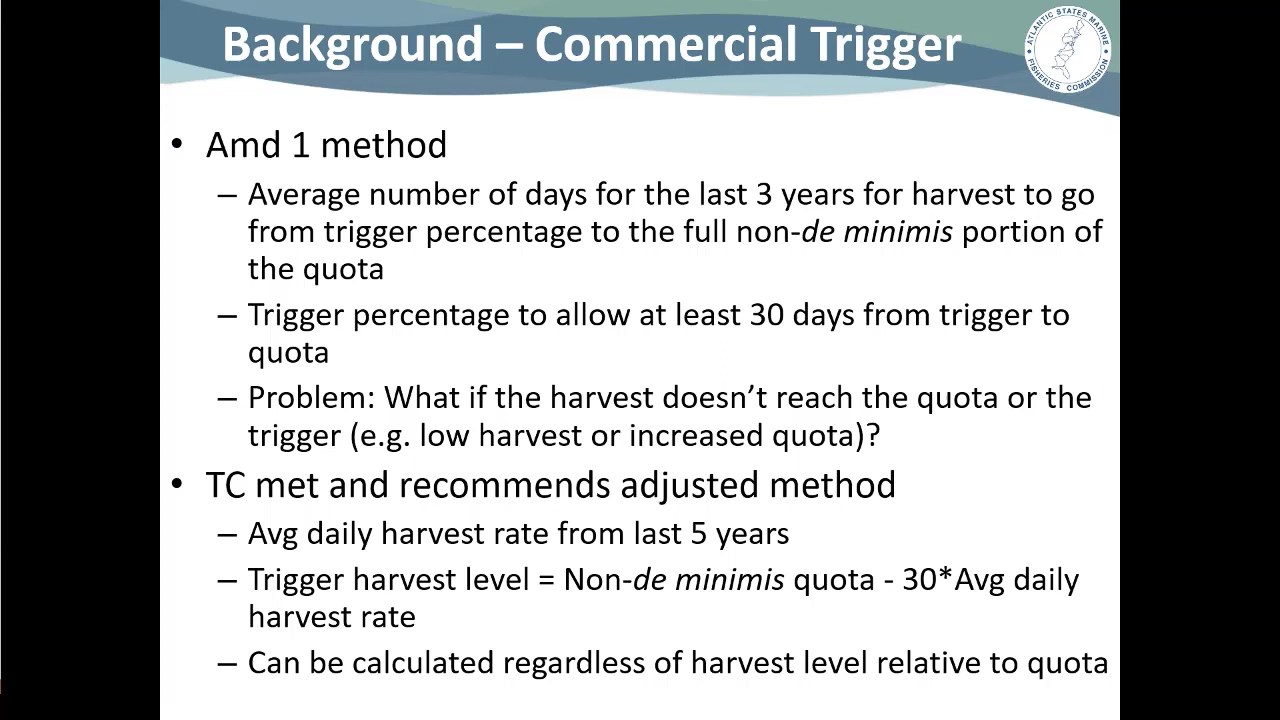 Background – Commercial Trigger
ATLANTIC STATES MARINE
FISHERIES COMMISSION
• Amd 1 method
– Average number of days for the last 3 years for harvest to go
from trigger percentage to the full non-de minimis portion of
the quota
– Trigger percentage to allow at least 30 days from trigger to
quota
– Problem: What if the harvest doesn’t reach the quota or the
trigger (e.g. low harvest or increased quota)?
• TC met and recommends adjusted method
– Avg daily harvest rate from last 5 years
– Trigger harvest level = Non-de minimis quota - 30*Avg daily
harvest rate
– Can be calculated regardless of harvest level relative to quota